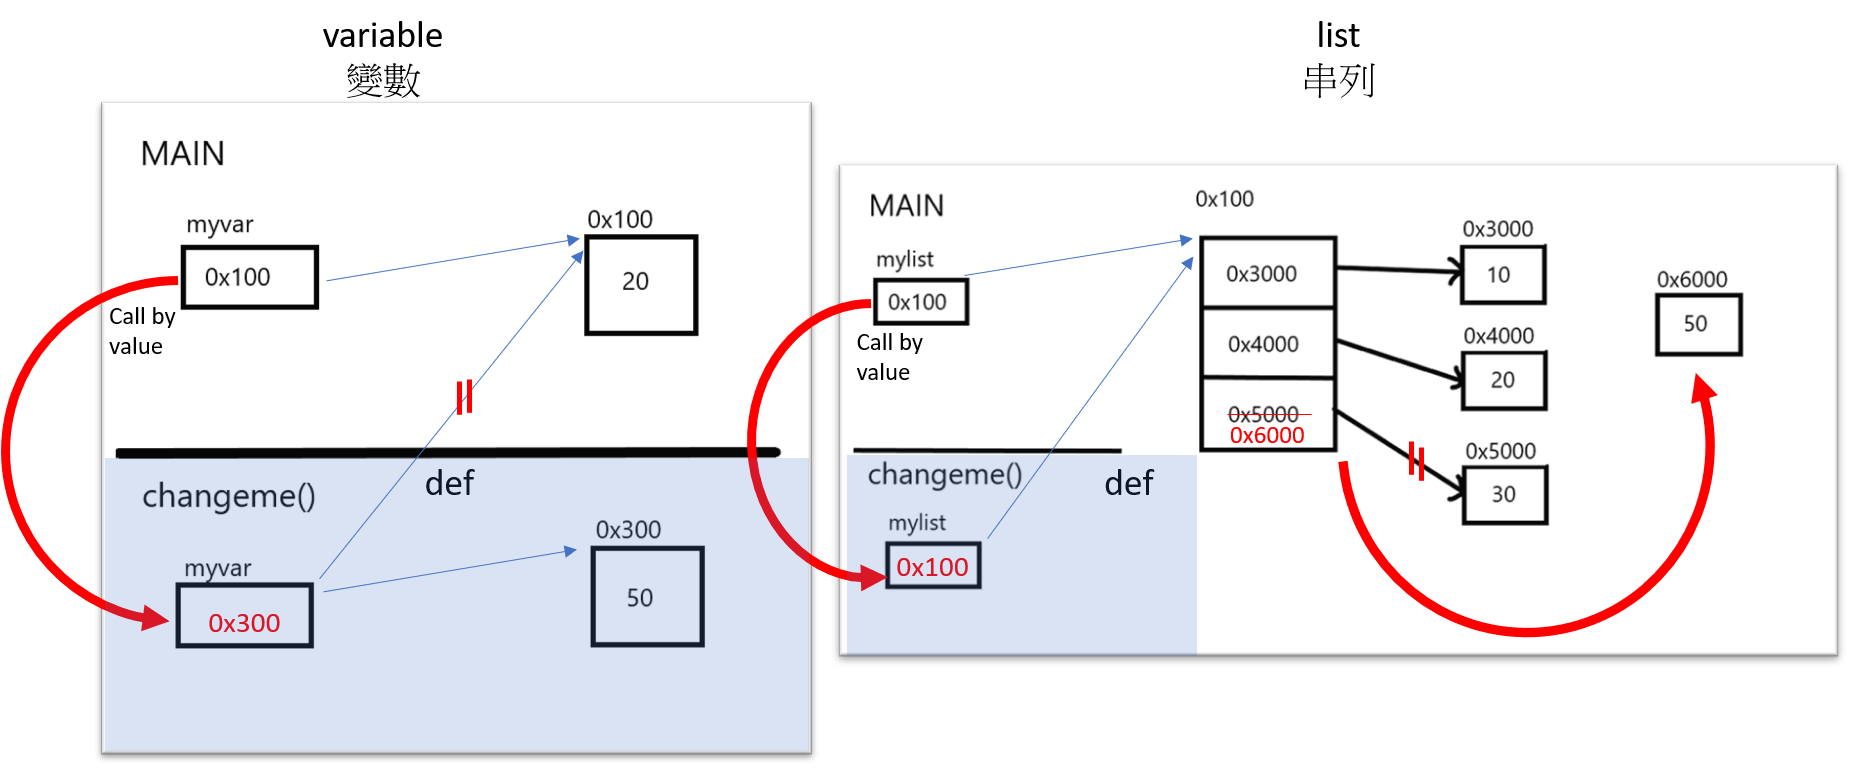 variable
變數
MAIN
myvar
0x100
Call by
value
0x100
20
changeme()
def
myvar
0x300
0x300
50
list
串列
MAIN
mylist
0x100
Call by
value
0x100
0x3000
0x4000
0x5000
0x6000
0x3000
10
0x4000
20
0x5000
30
0x6000
50
changeme()
def
mylist
0x100